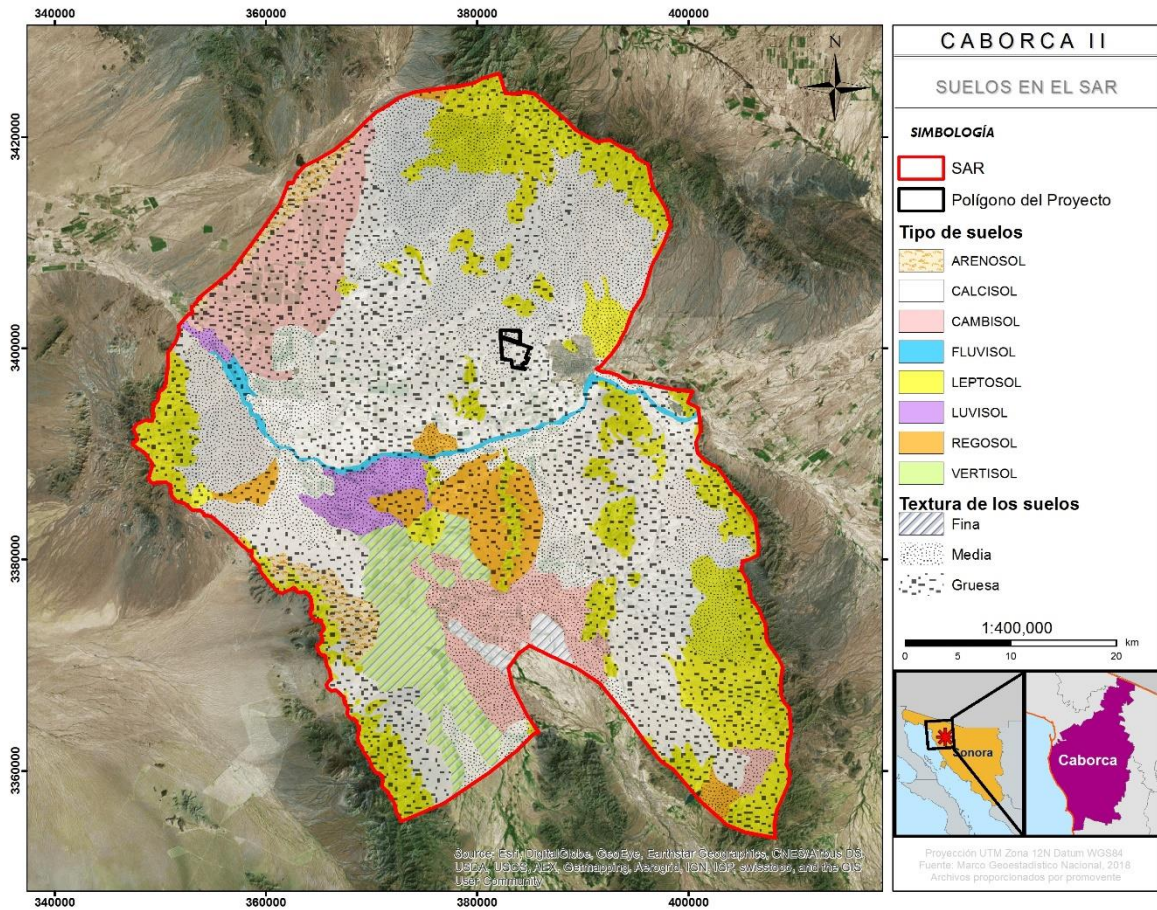 340000
360000
380000
400000
3420000
3400000
3380000
3360000
N
340000
360000
380000
400000
Source: Esri, DigitalGlobe, GeoEye, Earthstar Geographics, CNES/Airbus DS,
USDA, USGS, AEX, Getmapping, Aerogrid, IGN, IGP, swisstopo, and the GIS
User Community
CABORCA II
SUELOS EN EL SAR
SIMBOLOGÍA
SAR
Polígono del Proyecto
Tipo de suelos
ARENOSOL
CALCISOL
CAMBISOL
FLUVISOL
LEPTOSOL
LUVISOL
REGOSOL
VERTISOL
Textura de los suelos
Fina
Media
Gruesa
1:400,000
km
0 5 10 20
Sonora
Caborca
Proyección UTM Zona 12N Datum WGS84
Fuente: Marco Geoestadístico Nacional, 2018
Archivos proporcionados por promovente